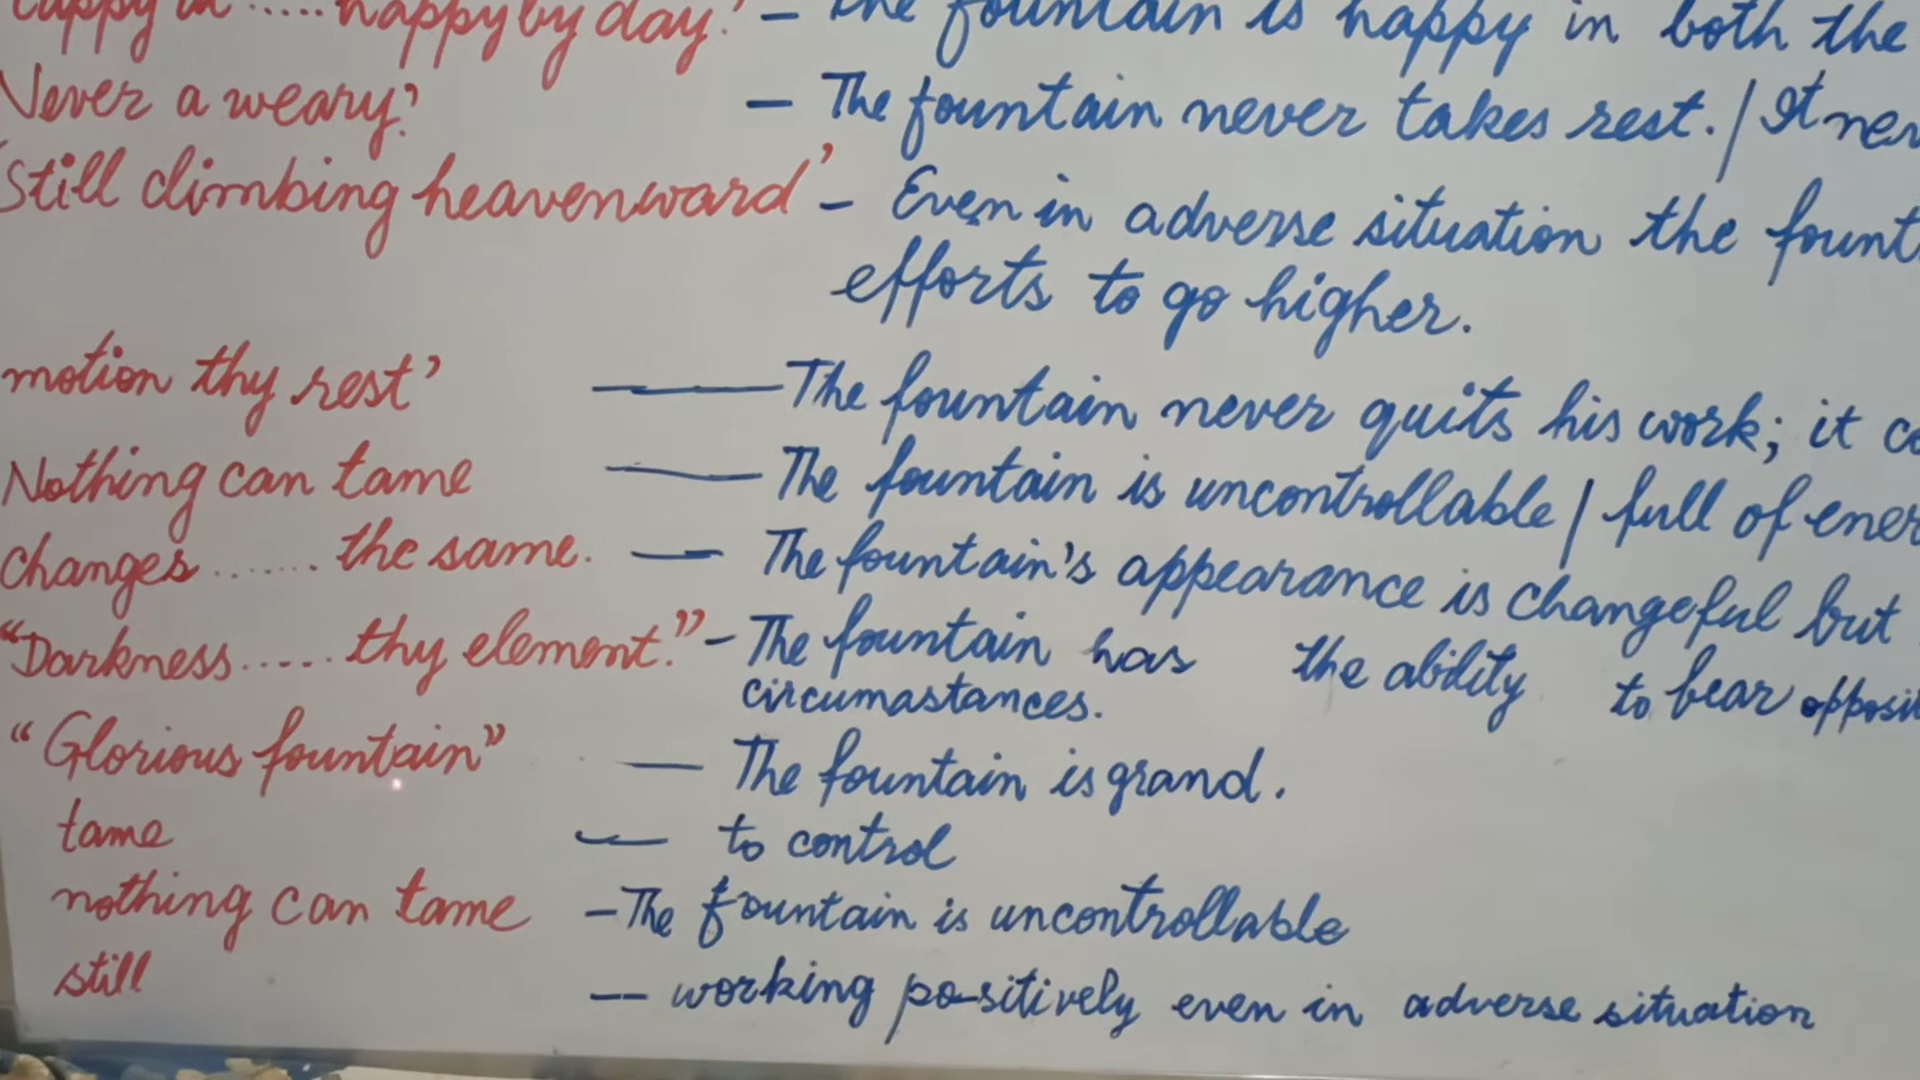 happy by day.' - The fountain is happy in both the
Never a weary? - The fountain never takes rest. / It
'Still climbing heavenward' - Even in adverse situation the
efforts to go higher.
motion thy rest' — The fountain never quits his work; it
Nothing can tame — The fountain is uncontrollable / full of
Changes ...... the same. — The fountain's appearance is changeful but
"Darkness ..... thy element." - The fountain has the ability to bear
circumastances.
"Glorious fountain" — The fountain is grand.
tame — to control
nothing can tame - The fountain is uncontrollable
still -- working positively even in adverse situation